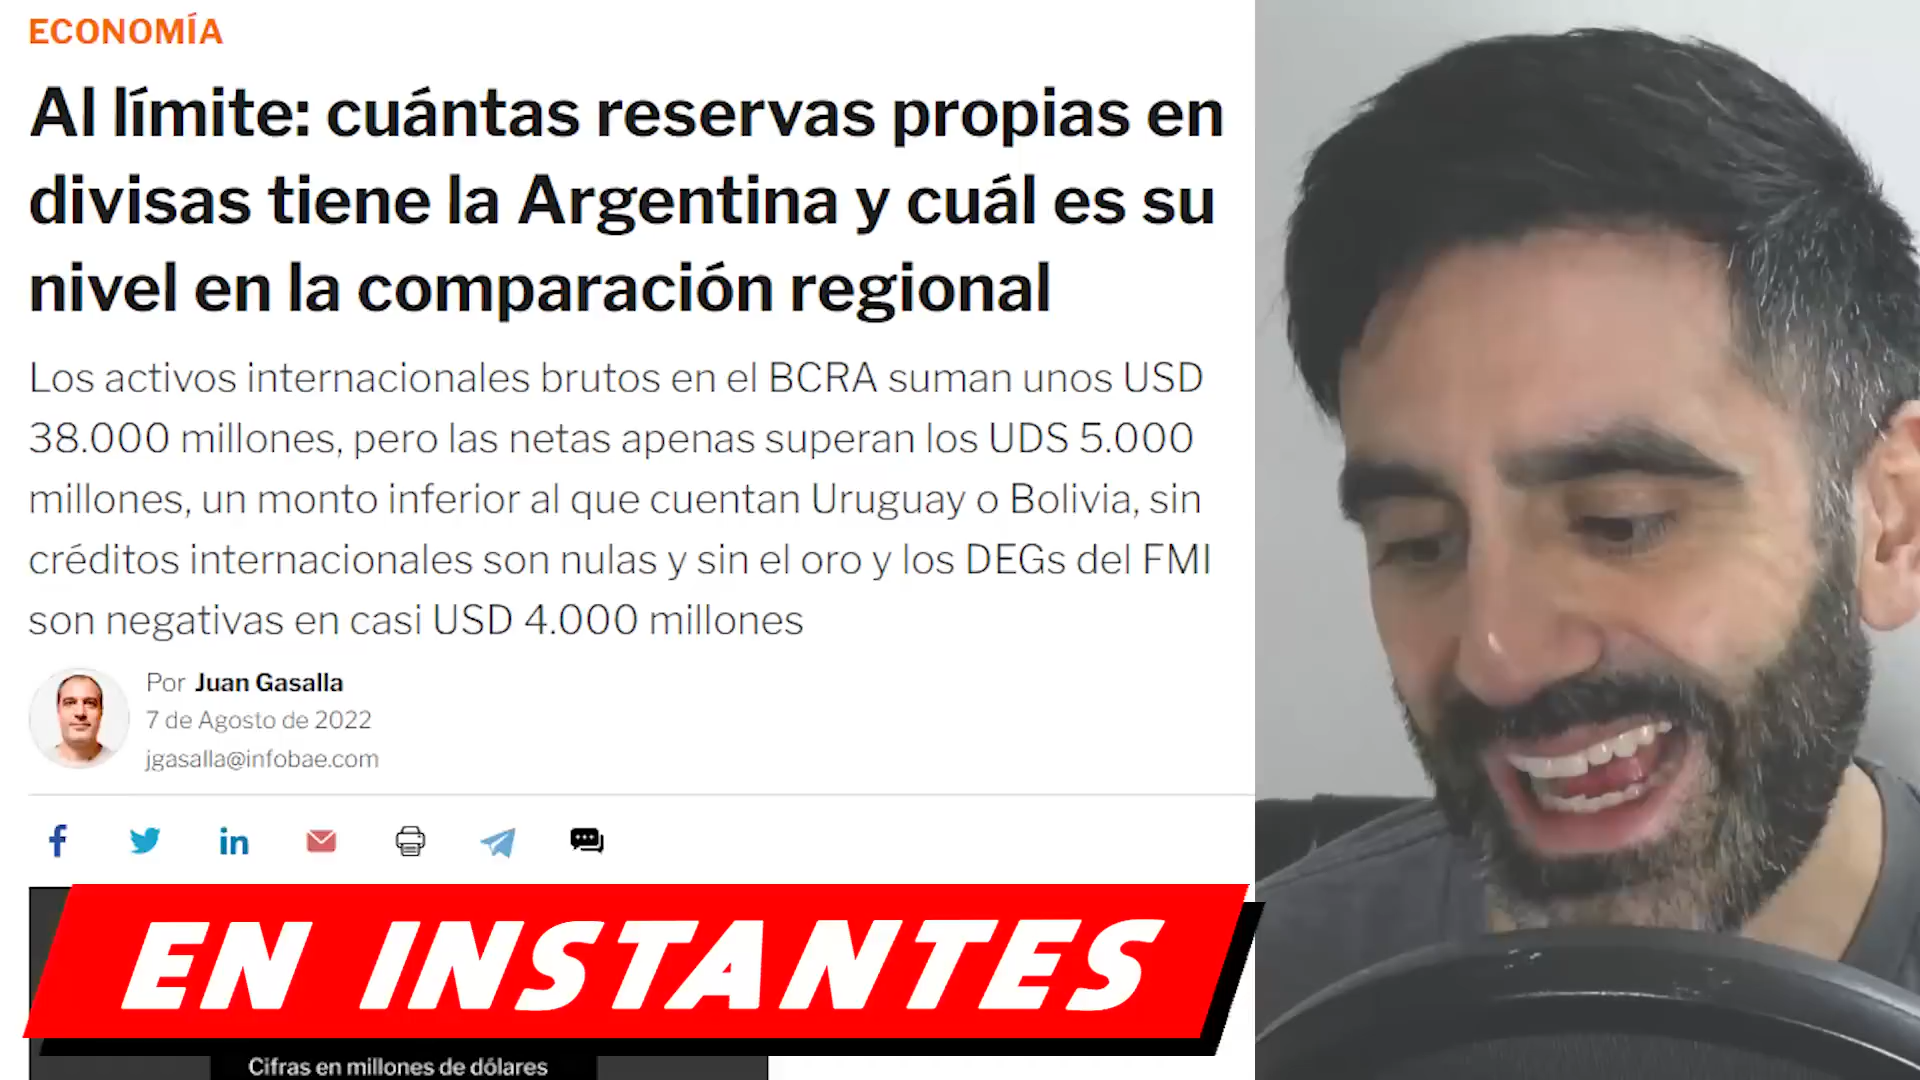 ECONOMÍA
Al límite: cuántas reservas propias en
divisas tiene la Argentina y cuál es su
nivel en la comparación regional
Los activos internacionales brutos en el BCRA suman unos USD
38.000 millones, pero las netas apenas superan los UDS 5.000
millones, un monto inferior al que cuentan Uruguay o Bolivia, sin
créditos internacionales son nulas y sin el oro y los DEGs del FMI
son negativas en casi USD 4.000 millones
Por Juan Gasalla
7 de Agosto de 2022
jgasalla@infobae.com
EN INSTANTES
Cifras en millones de dólares